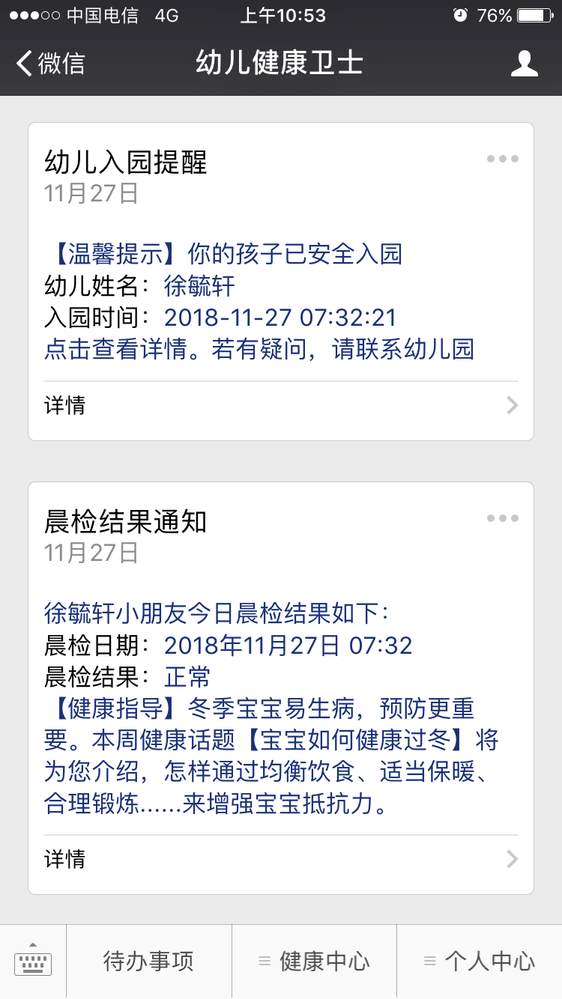 中国电信 4G 上午10:53 76%
微信 幼儿健康卫士
幼儿入园提醒
11月27日
【温馨提示】你的孩子已安全入园
幼儿姓名：徐毓轩
入园时间：2018-11-27 07:32:21
点击查看详情。若有疑问，请联系幼儿园
详情
晨检结果通知
11月27日
徐毓轩小朋友今日晨检结果如下：
晨检日期：2018年11月27日 07:32
晨检结果：正常
【健康指导】冬季宝宝易生病，预防更重
要。本周健康话题【宝宝如何健康过冬】将
为您介绍，怎样通过均衡饮食、适当保暖、
合理锻炼......来增强宝宝抵抗力。
详情
待办事项 健康中心 个人中心